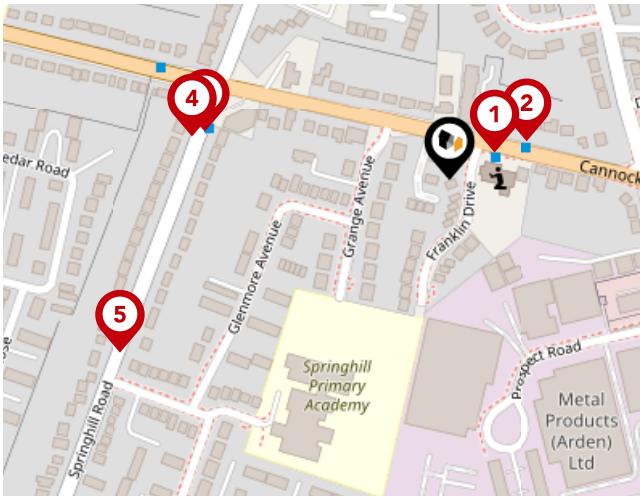 4
1
2
Cannock
edar Road
Grange Avenue
Franklin Drive
Glenmore Avenue
5
Springhill
Primary
Academy
Prospect Road
Metal
Products
(Arden)
Ltd
Springhill Road